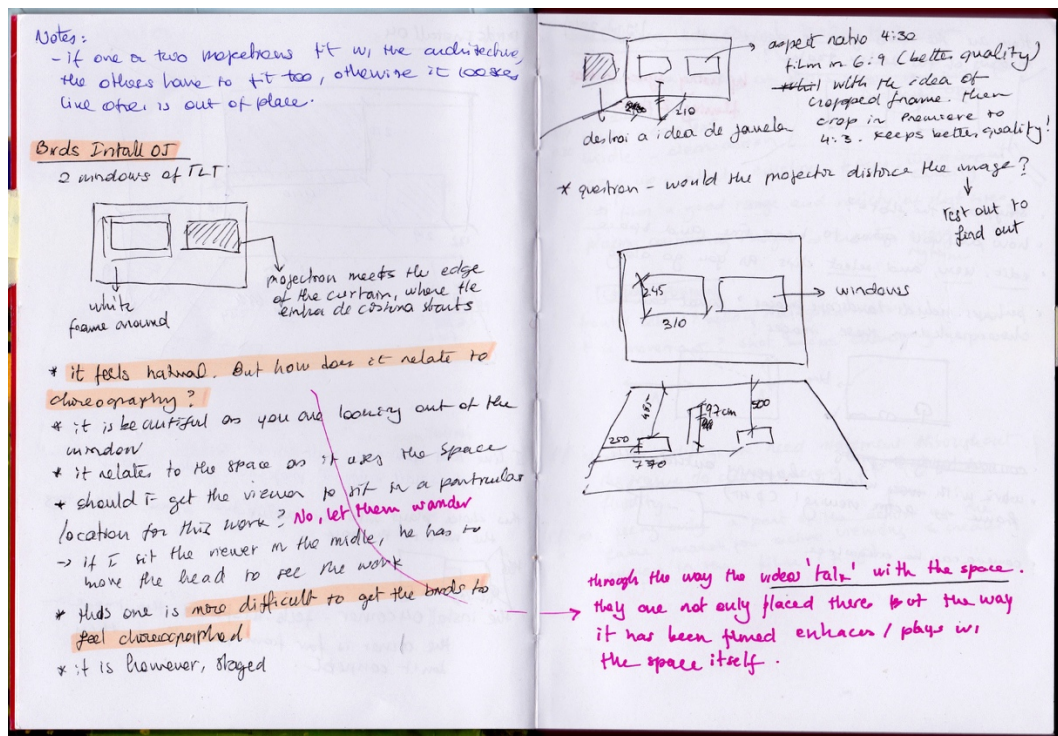 Notes:
- if one or two projections fit w/ the architecture,
the others have to fit too, otherwise it looses
like other is out of place.
Birds Install 05
2 windows of TLT
white
frame around
projection meets the edge
of the curtain, where the
entra de costina starts
* it feels natural. But how does it relate to
choreography?
* it is beautiful as you are looking out of the
window
* it relates to the space as it uses the space
* should I get the viewer to sit in a particular
location for this work? No, let them wander
-> if I sit the viewer in the midle, he has to
move the head to see the work
* this one is more difficult to get the birds to
feel choreographed
* it is however, staged
aspect ratio 4:30
film in 6:9 (better quality)
with the idea of
cropped frame. then
crop in Premiere to
4:3. keeps better quality!
210
destroi a ideia de janela
* question - would the projector distorce the image?
Test out to
find out
245
310
windows
485
97cm
500
250
270
through the way the videos 'talk' with the space.
they are not only placed there but the way
it has been filmed enhaces / plays w/
the space itself.